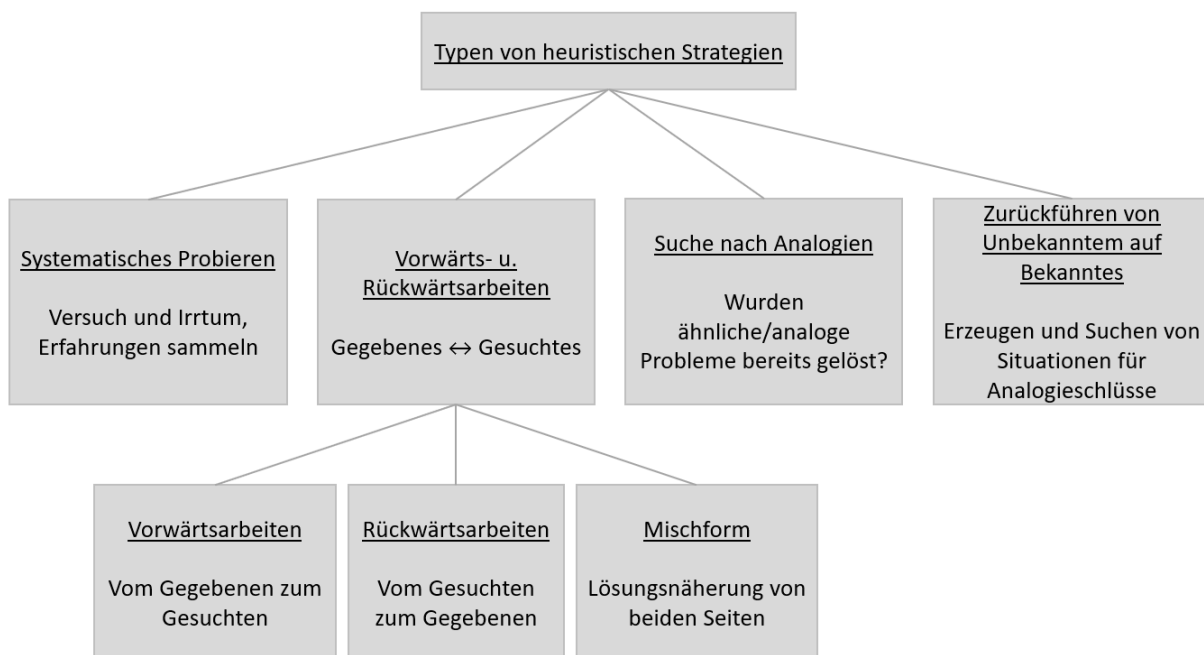 Typen von heuristischen Strategien
Systematisches Probieren
Versuch und Irrtum,
Erfahrungen sammeln
Vorwärts- u.
Rückwärtsarbeiten
Gegebenes ↔ Gesuchtes
Suche nach Analogien
Wurden
ähnliche/analoge
Probleme bereits gelöst?
Zurückführen von
Unbekanntem auf
Bekanntes
Erzeugen und Suchen von
Situationen für
Analogieschlüsse
Vorwärtsarbeiten
Vom Gegebenen zum
Gesuchten
Rückwärtsarbeiten
Vom Gesuchten
zum Gegebenen
Mischform
Lösungsnäherung von
beiden Seiten